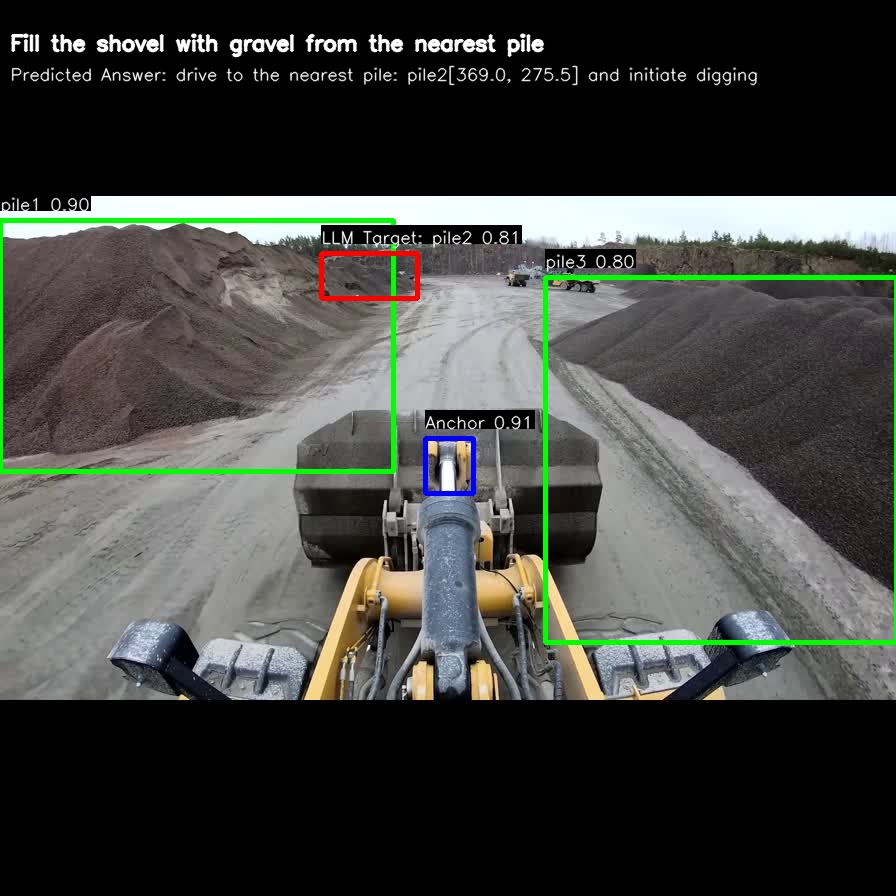 Fill the shovel with gravel from the nearest pile
Predicted Answer: drive to the nearest pile: pile2[369.0, 275.5] and initiate digging
pile1 0.90
LLM Target: pile2 0.81
pile3 0.80
Anchor 0.91